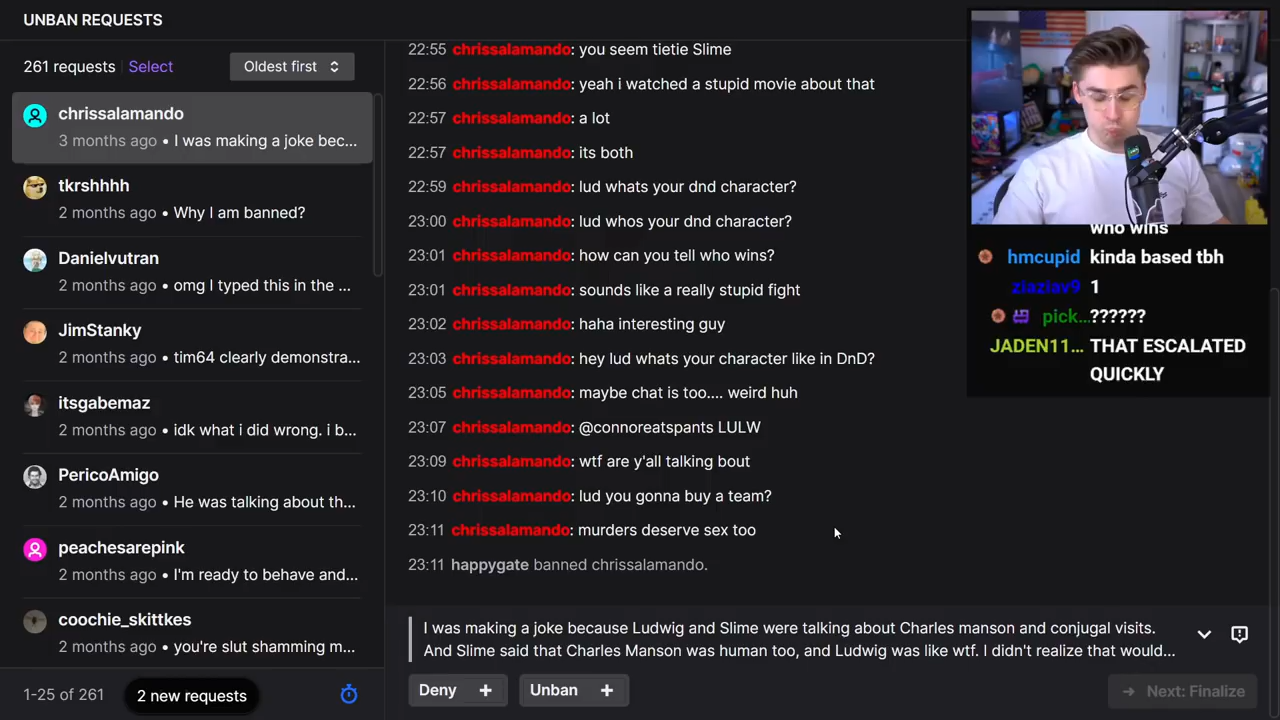 UNBAN REQUESTS
261 requests Select Oldest first
chrissalamando
3 months ago • I was making a joke bec...
tkrshhhh
2 months ago • Why I am banned?
Danielvutran
2 months ago • omg I typed this in the ...
JimStanky
2 months ago • tim64 clearly demonstra...
itsgabemaz
2 months ago • idk what i did wrong. i b...
PericoAmigo
2 months ago • He was talking about th...
peachesarepink
2 months ago • I'm ready to behave and...
coochie_skittkes
2 months ago • you're slut shamming m...
1-25 of 261 2 new requests
22:55 chrissalamando: you seem tietie Slime
22:56 chrissalamando: yeah i watched a stupid movie about that
22:57 chrissalamando: a lot
22:57 chrissalamando: its both
22:59 chrissalamando: lud whats your dnd character?
23:00 chrissalamando: lud whos your dnd character?
23:01 chrissalamando: how can you tell who wins?
23:01 chrissalamando: sounds like a really stupid fight
23:02 chrissalamando: haha interesting guy
23:03 chrissalamando: hey lud whats your character like in DnD?
23:05 chrissalamando: maybe chat is too.... weird huh
23:07 chrissalamando: @connoreatspants LULW
23:09 chrissalamando: wtf are y'all talking bout
23:10 chrissalamando: lud you gonna buy a team?
23:11 chrissalamando: murders deserve sex too
23:11 happygate banned chrissalamando.
I was making a joke because Ludwig and Slime were talking about Charles manson and conjugal visits.
And Slime said that Charles Manson was human too, and Ludwig was like wtf. I didn't realize that would...
Deny + Unban + → Next: Finalize
who wins
hmcupid kinda based tbh
ziaziav9 1
pick... ??????
JADEN11... THAT ESCALATED
QUICKLY